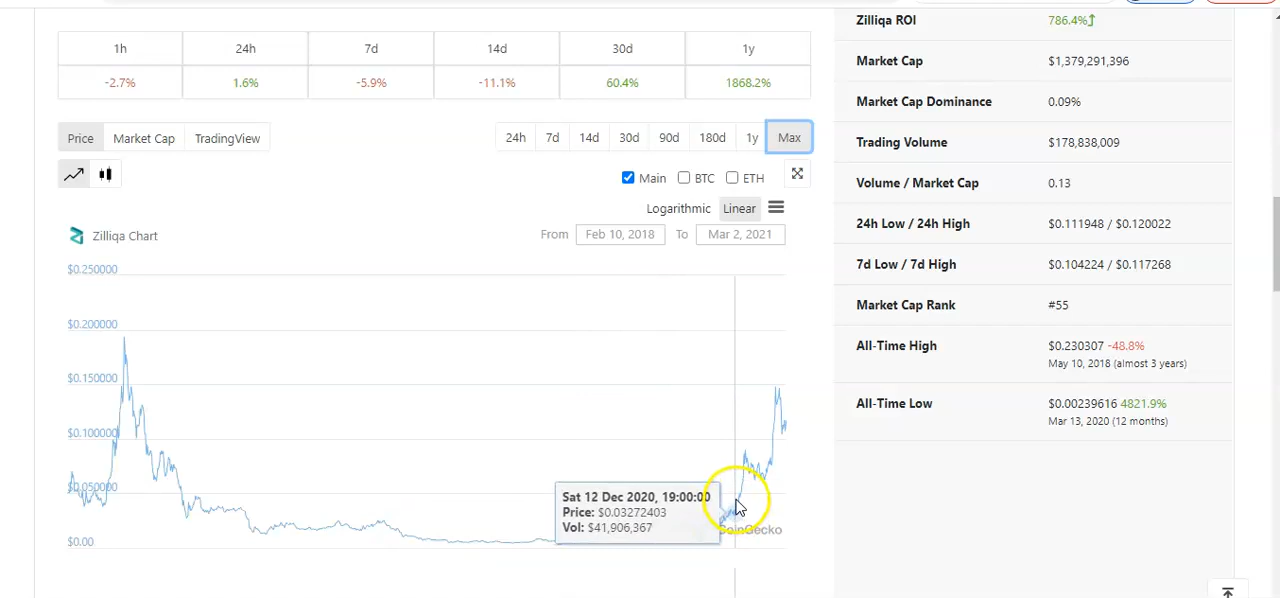 1h 24h 7d 14d 30d 1y
-2.7% 1.6% -5.9% -11.1% 60.4% 1868.2%
Price Market Cap TradingView 24h 7d 14d 30d 90d 180d 1y Max
Main BTC ETH
Logarithmic Linear
Zilliqa Chart From Feb 10, 2018 To Mar 2, 2021
$0.250000
$0.200000
$0.150000
$0.100000
$0.050000
$0.00
Sat 12 Dec 2020, 19:00:00
Price: $0.03272403
Vol: $41,906,367
CoinGecko
Zilliqa ROI 786.4%
Market Cap $1,379,291,396
Market Cap Dominance 0.09%
Trading Volume $178,838,009
Volume / Market Cap 0.13
24h Low / 24h High $0.111948 / $0.120022
7d Low / 7d High $0.104224 / $0.117268
Market Cap Rank #55
All-Time High $0.230307 -48.8%
May 10, 2018 (almost 3 years)
All-Time Low $0.00239616 4821.9%
Mar 13, 2020 (12 months)